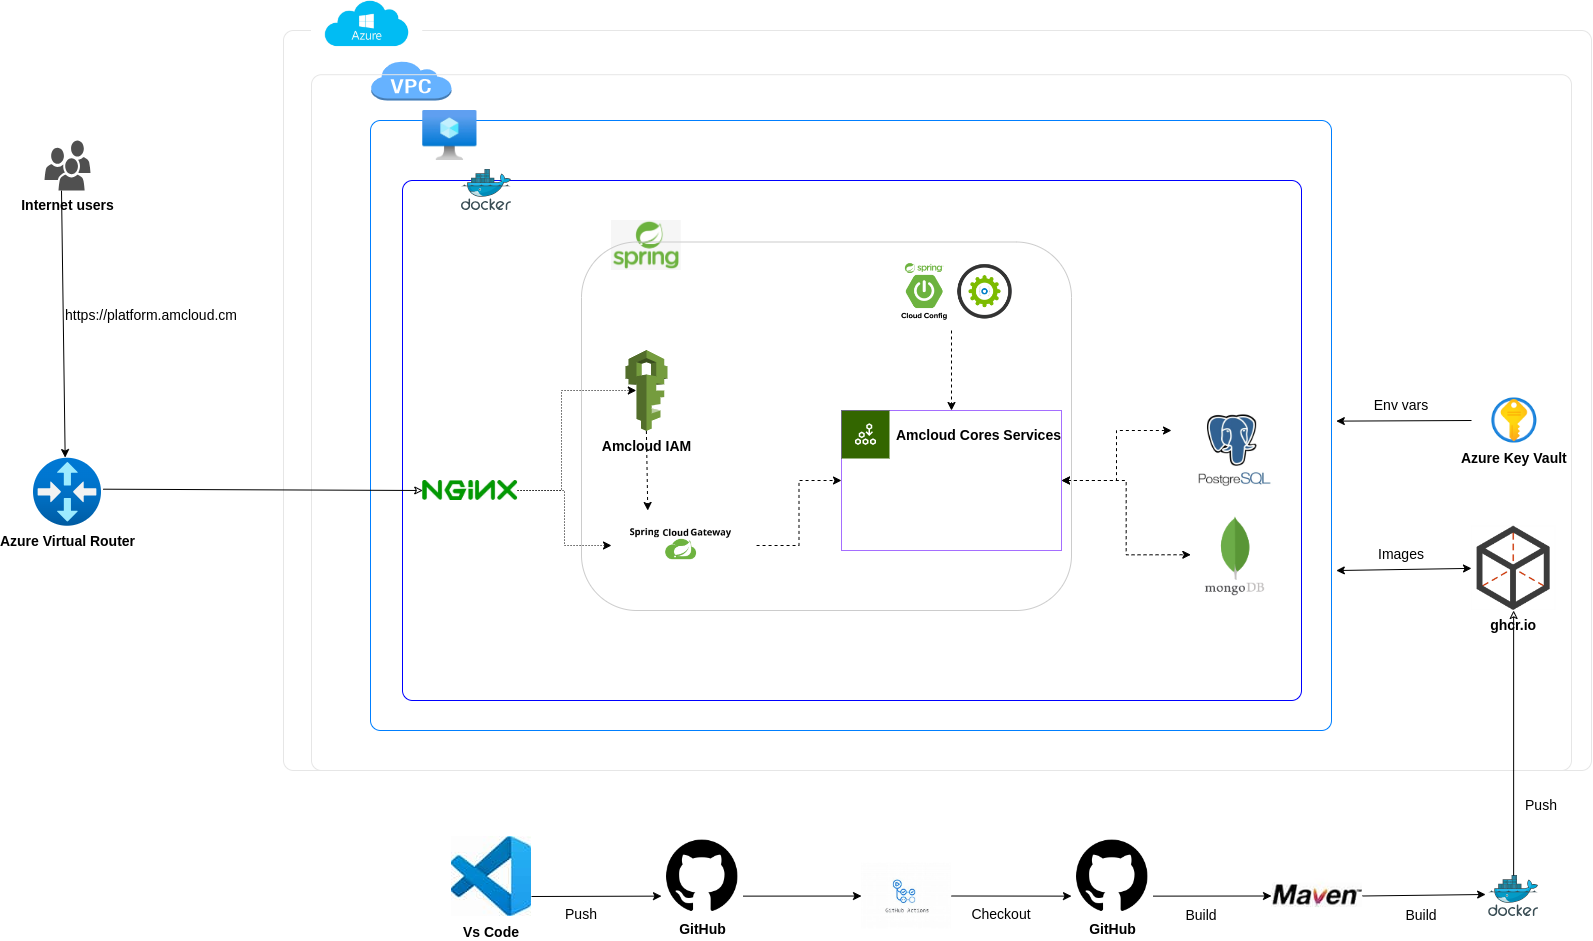 Azure
VPC
docker
Internet users
spring
spring
Cloud Config
https://platform.amcloud.cm
Env vars
Amcloud Cores Services
Amcloud IAM
Azure Key Vault
PostgreSQL
NGINX
Spring Cloud Gateway
Azure Virtual Router
Images
mongoDB
ghcr.io
Push
Maven
GitHub Actions
docker
Push
Checkout
Build
Build
Vs Code
GitHub
GitHub